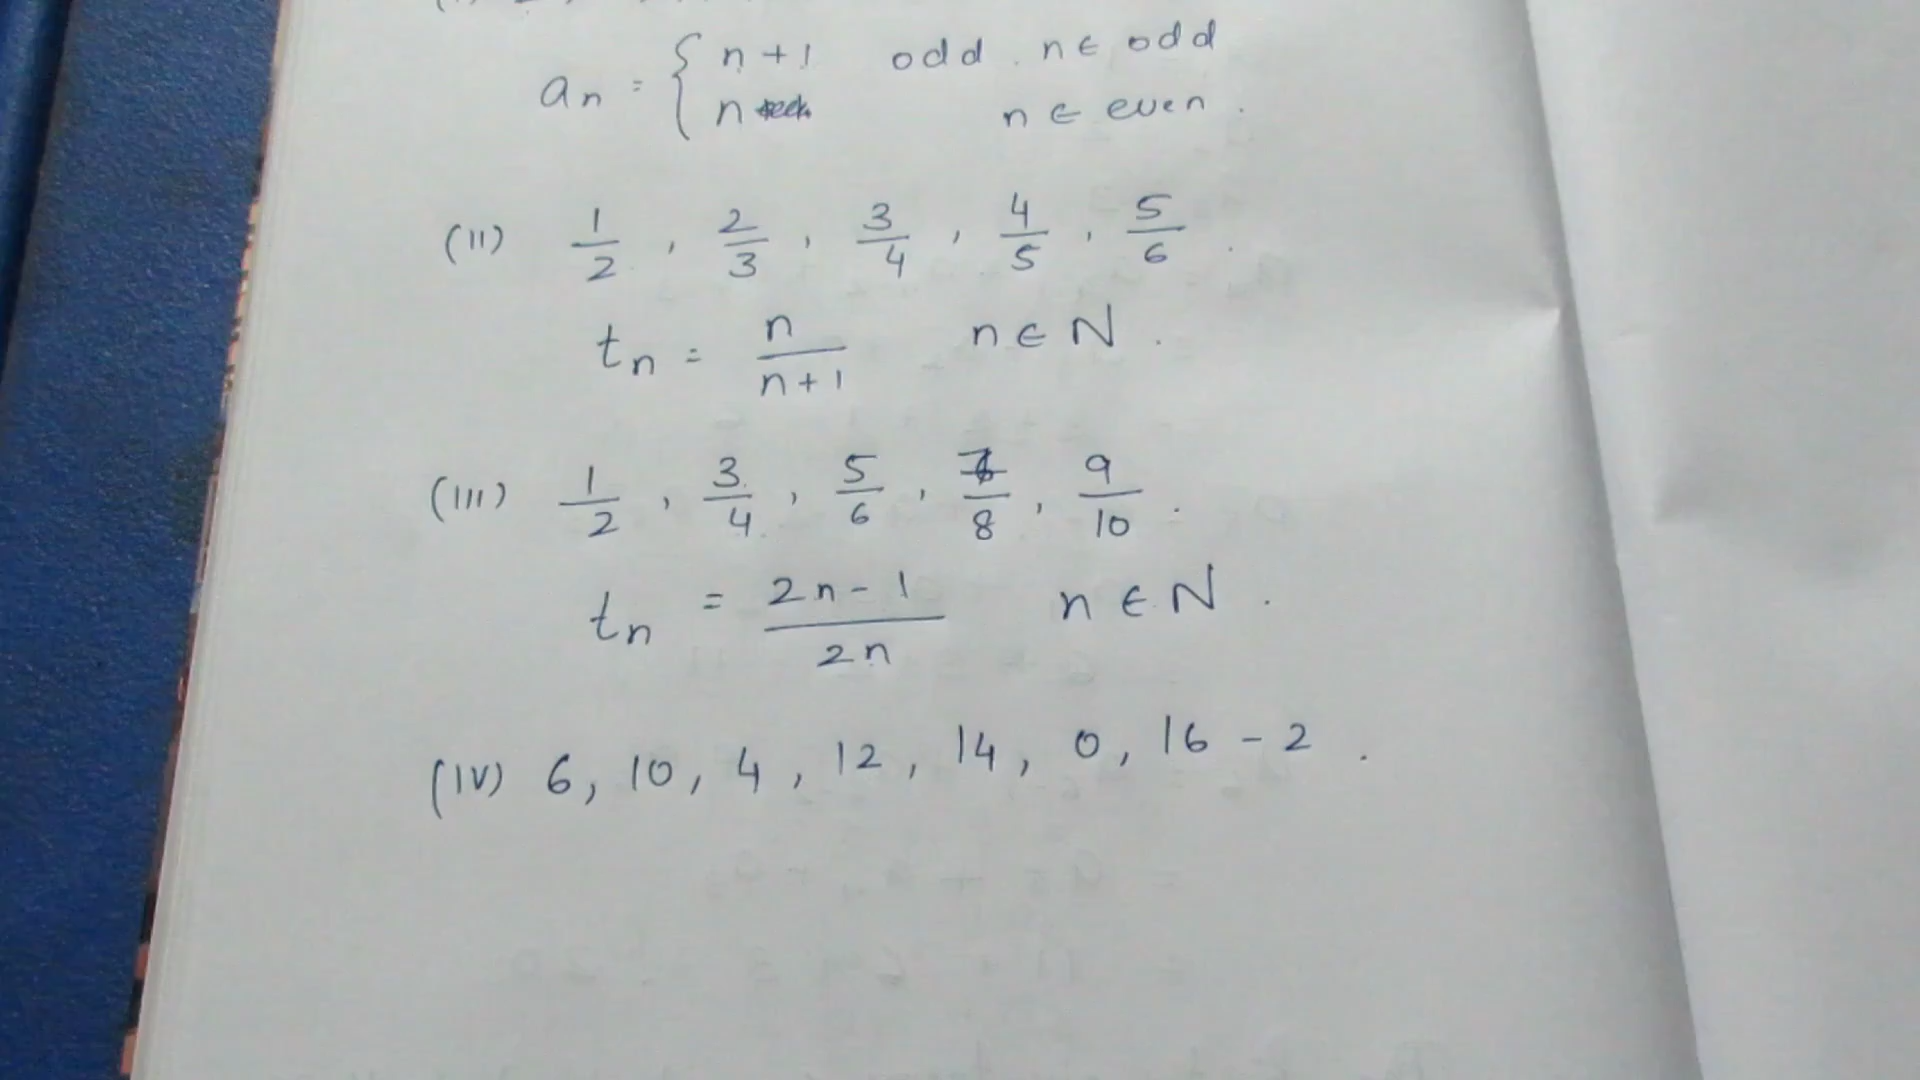 an = { n+1 odd. n ∈ odd
n n ∈ even.
(II) 1/2, 2/3, 3/4, 4/5, 5/6.
tn = n/(n+1) n ∈ N.
(III) 1/2, 3/4, 5/6, 7/8, 9/10.
tn = (2n-1)/2n n ∈ N.
(IV) 6, 10, 4, 12, 14, 0, 16 - 2.